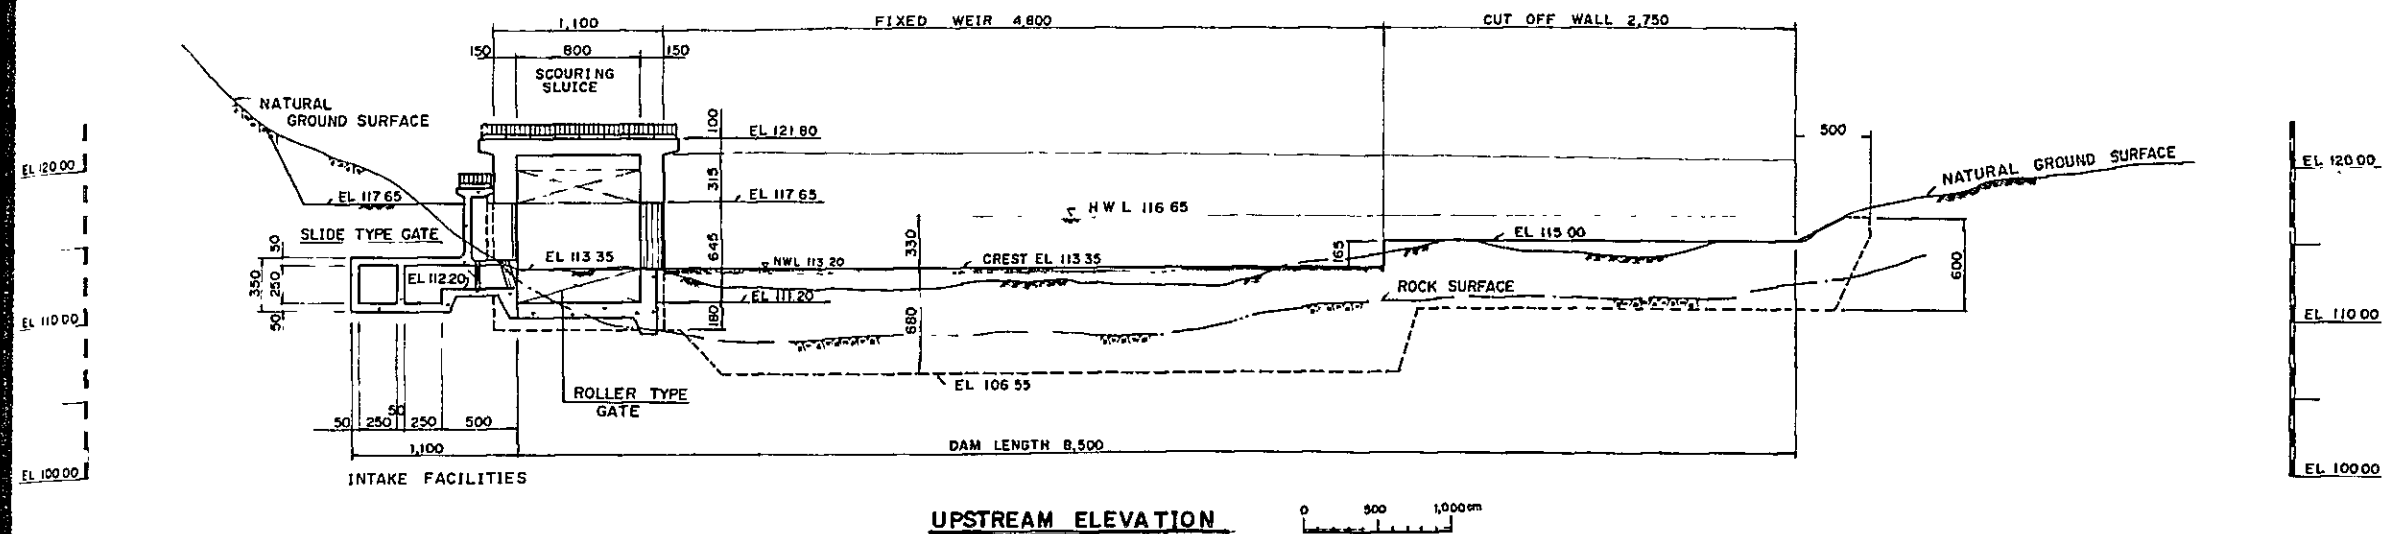 1,100
FIXED WEIR 4,800
CUT OFF WALL 2,750
150
800
150
SCOURING
SLUICE
NATURAL
GROUND SURFACE
100
EL 121.80
500
EL 120.00
EL 120.00
NATURAL GROUND SURFACE
315
EL 117.65
EL 117.65
HWL 116.65
SLIDE TYPE GATE
50
645
330
165
EL 115.00
EL 113.35
NWL 113.20
CREST EL 113.35
600
350
250
EL 112.20
ROCK SURFACE
EL 111.20
EL 110.00
50
180
680
EL 110.00
EL 106.55
ROLLER TYPE
GATE
50
250
50
250
500
1,100
DAM LENGTH 8,500
EL 100.00
INTAKE FACILITIES
EL 100.00
UPSTREAM ELEVATION
0 500 1,000cm